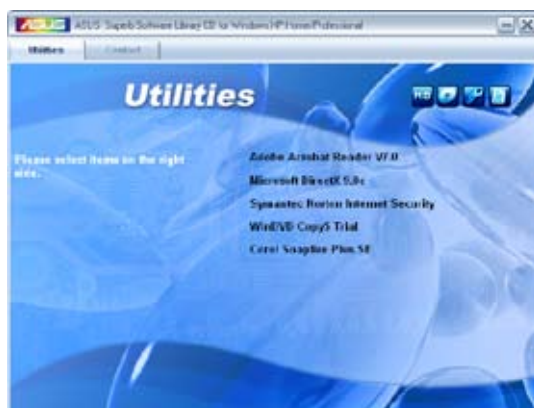 ASUS
ASUS Superb Software Library CD for Windows XP Home/Professional
Utilities
Contact
Utilities
Please select items on the right
side.
Adobe Acrobat Reader V7.0
Microsoft DirectX 9.0c
Symantec Norton Internet Security
WinDVD Copy5 Trial
Corel Snapfire Plus SE